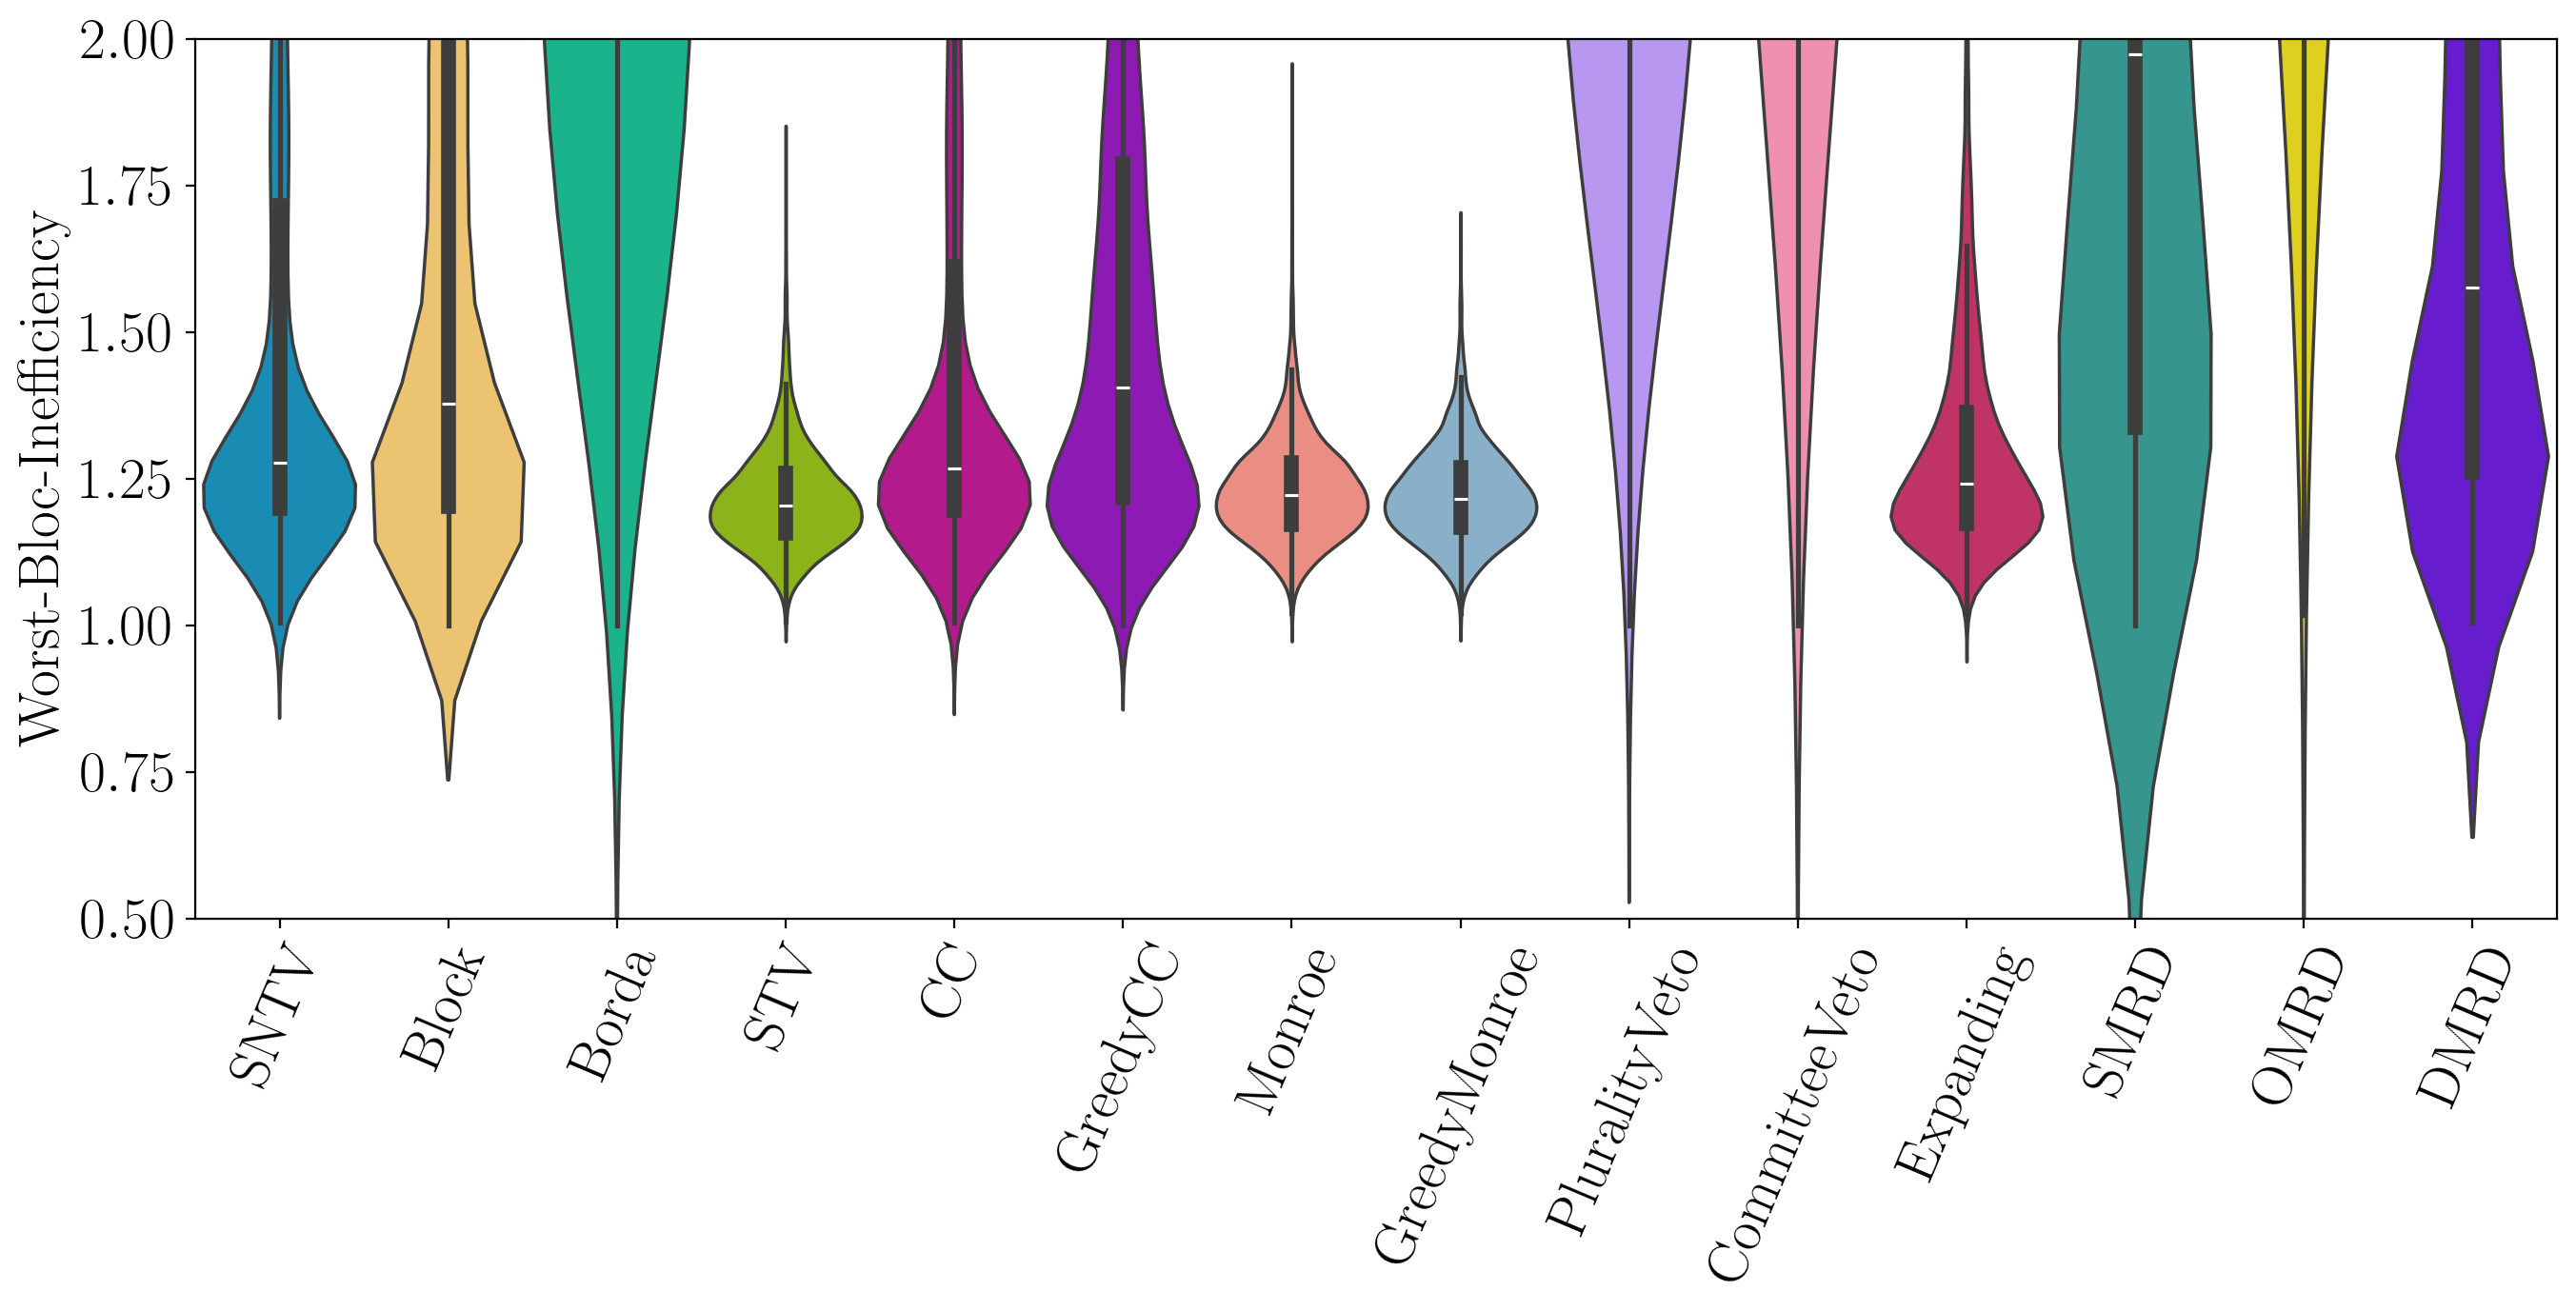 Worst-Bloc-Inefficiency
2.00
1.75
1.50
1.25
1.00
0.75
0.50
SNTV
Block
Borda
STV
CC
GreedyCC
Monroe
GreedyMonroe
PluralityVeto
CommitteeVeto
Expanding
SMRD
OMRD
DMRD